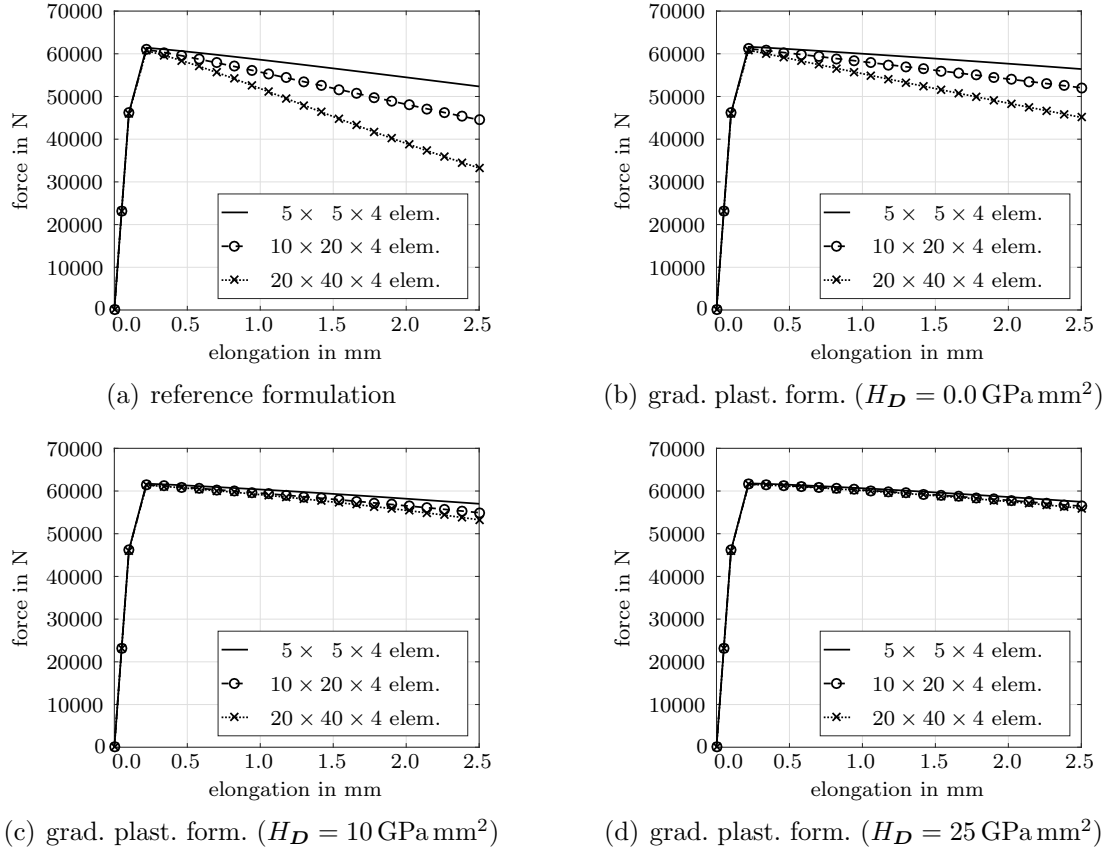 70000
60000
50000
40000
30000
20000
10000
0
force in N
5 × 5 × 4 elem.
10 × 20 × 4 elem.
20 × 40 × 4 elem.
0.0 0.5 1.0 1.5 2.0 2.5
elongation in mm
(a) reference formulation
70000
60000
50000
40000
30000
20000
10000
0
force in N
5 × 5 × 4 elem.
10 × 20 × 4 elem.
20 × 40 × 4 elem.
0.0 0.5 1.0 1.5 2.0 2.5
elongation in mm
(b) grad. plast. form. (H_D = 0.0 GPa mm²)
70000
60000
50000
40000
30000
20000
10000
0
force in N
5 × 5 × 4 elem.
10 × 20 × 4 elem.
20 × 40 × 4 elem.
0.0 0.5 1.0 1.5 2.0 2.5
elongation in mm
(c) grad. plast. form. (H_D = 10 GPa mm²)
70000
60000
50000
40000
30000
20000
10000
0
force in N
5 × 5 × 4 elem.
10 × 20 × 4 elem.
20 × 40 × 4 elem.
0.0 0.5 1.0 1.5 2.0 2.5
elongation in mm
(d) grad. plast. form. (H_D = 25 GPa mm²)